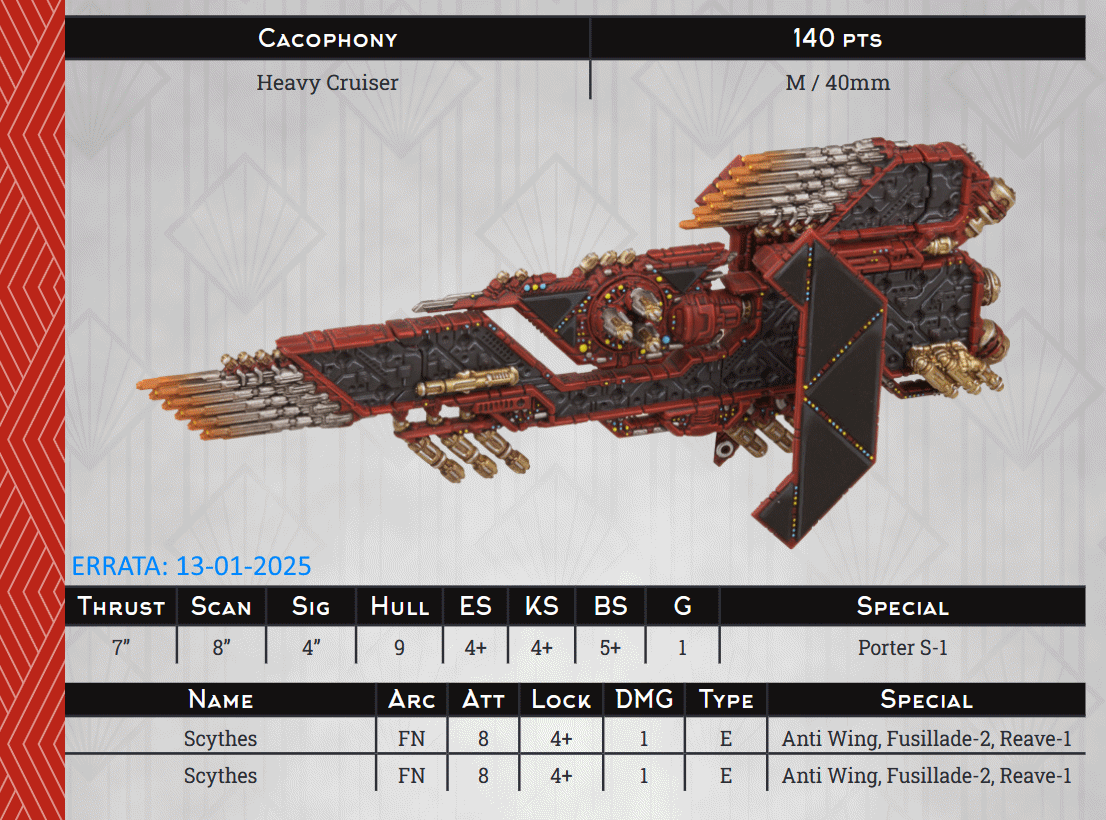 Cacophony 140 pts
Heavy Cruiser M / 40mm
ERRATA: 13-01-2025
Thrust Scan Sig Hull ES KS BS G Special
7” 8” 4” 9 4+ 4+ 5+ 1 Porter S-1
Name Arc Att Lock DMG Type Special
Scythes FN 8 4+ 1 E Anti Wing, Fusillade-2, Reave-1
Scythes FN 8 4+ 1 E Anti Wing, Fusillade-2, Reave-1